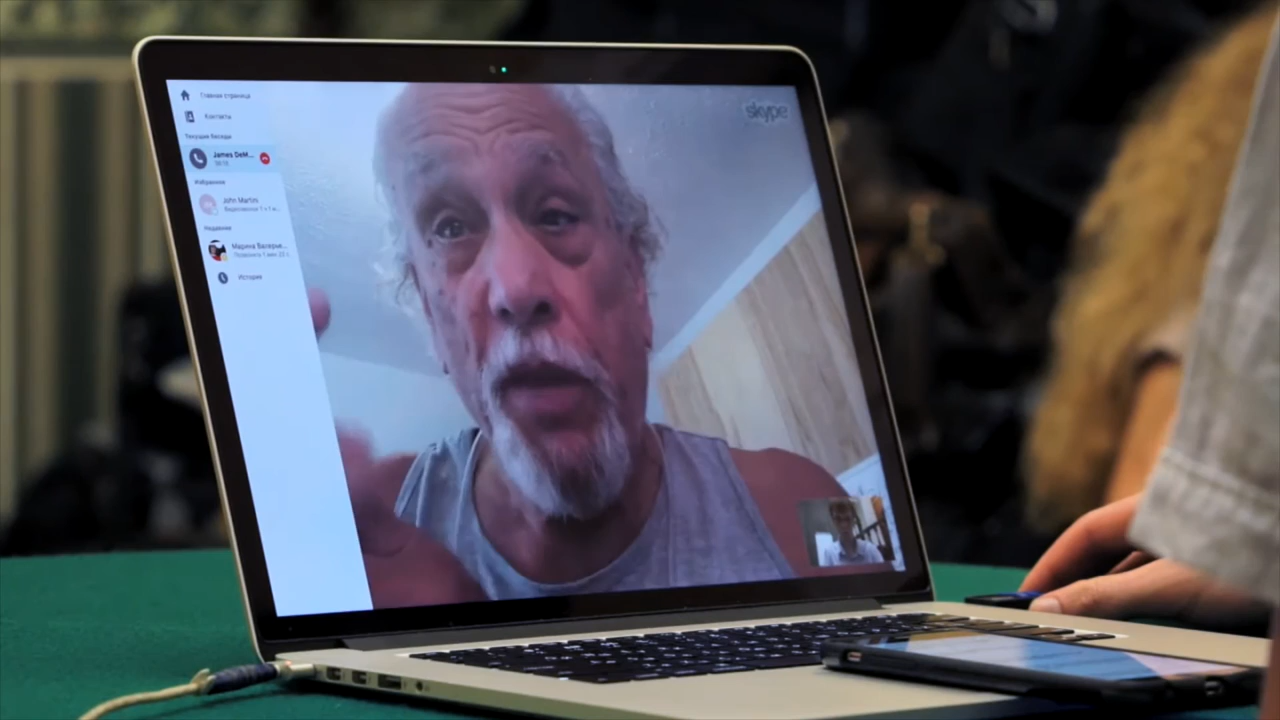 Главная страница
skype
Контакты
Текущие беседы
James DeM...
Избранное
John Martini
Недавние
Марина Валерье...
История